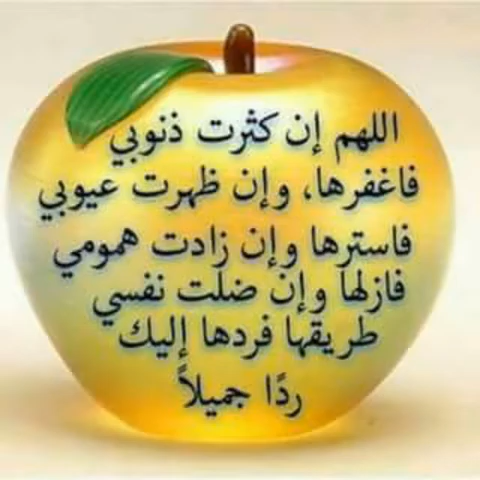 اللهم إن كثرت ذنوبي
فاغفرها، وإن ظهرت عيوبي
فاسترها وإن زادت همومي
فازلها وإن ضلت نفسي
طريقها فردها إليك
ردًا جميلاً